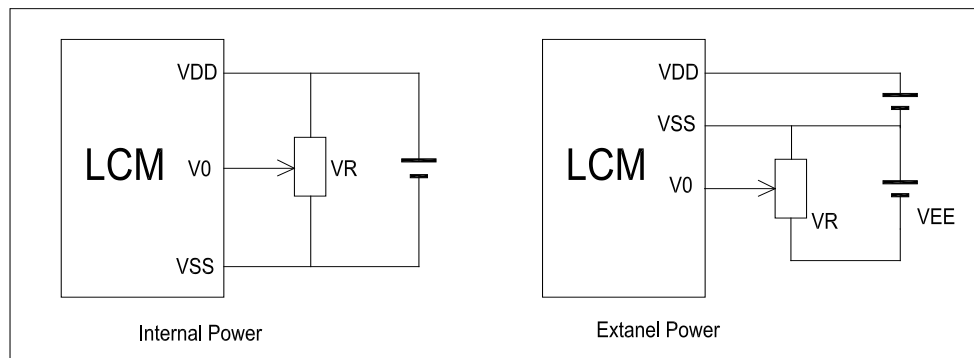 VDD
LCM
V0
VR
VSS
Internal Power
VDD
VSS
LCM
V0
VR
VEE
Extanel Power